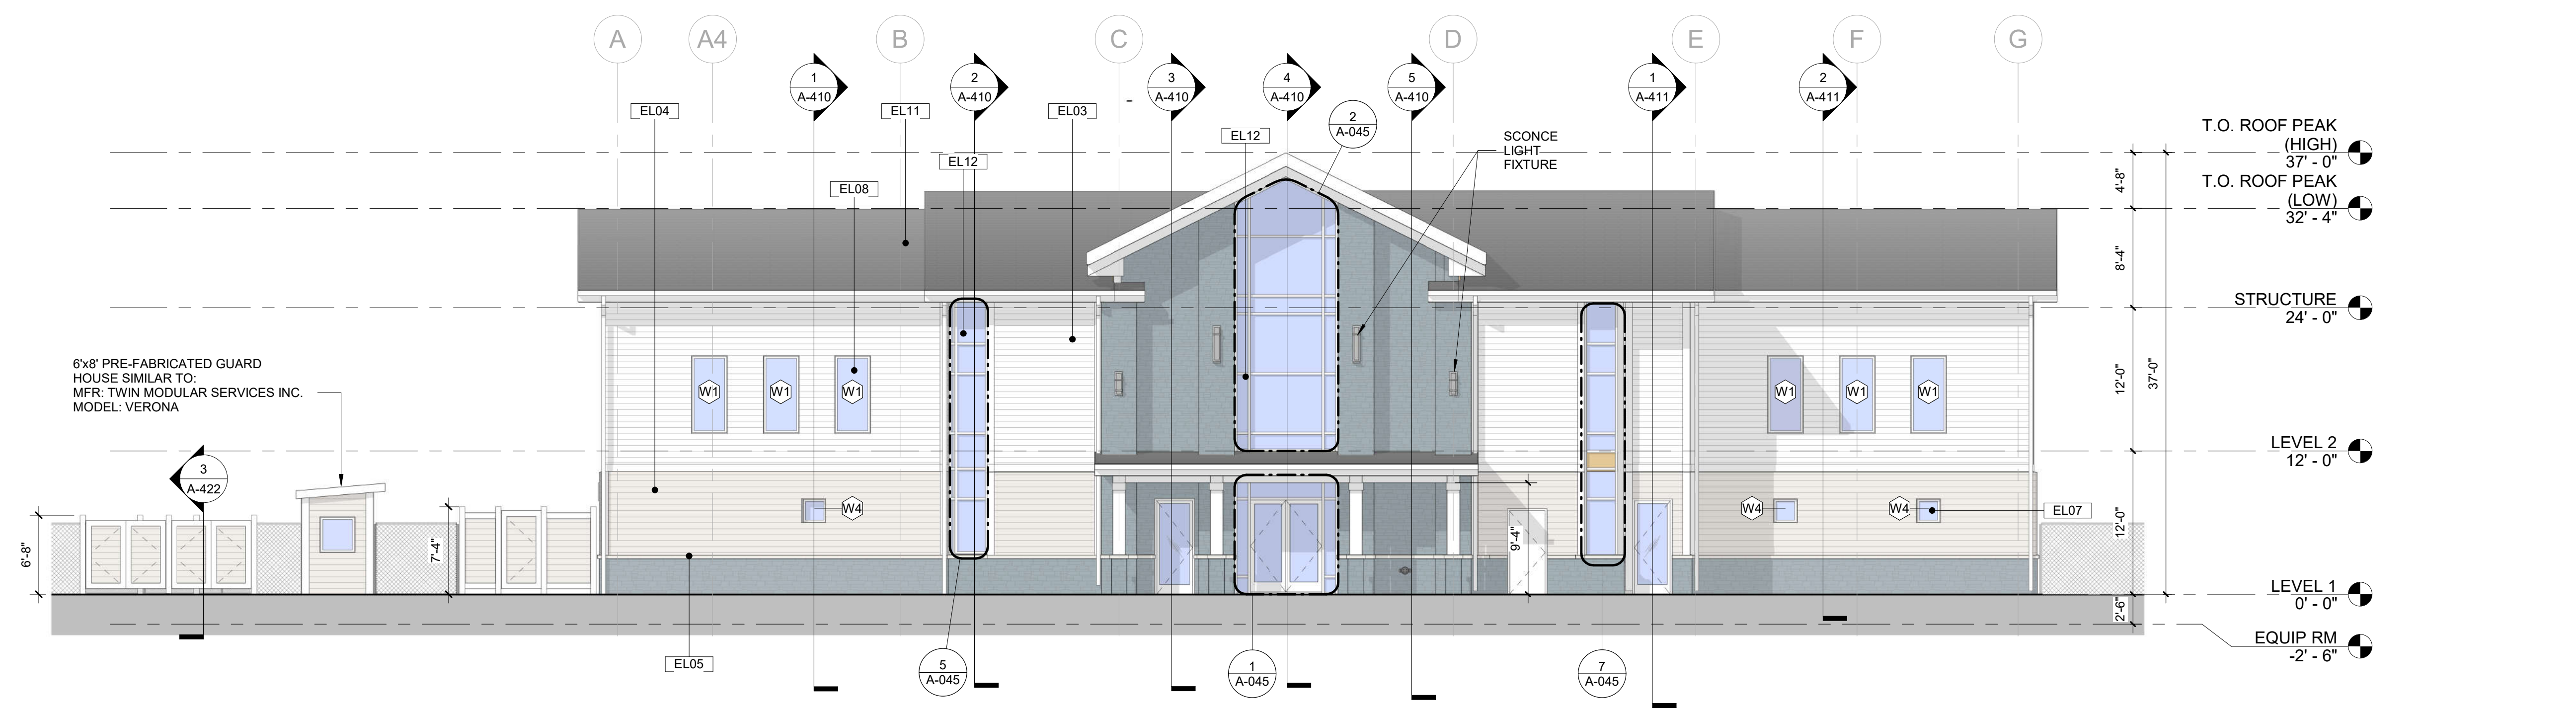 A
A4
B
C
D
E
F
G
1
A-410
2
A-410
3
A-410
4
A-410
5
A-410
1
A-411
2
A-411
EL04
EL11
EL03
-
EL12
2
A-045
SCONCE
LIGHT
FIXTURE
EL12
EL08
T.O. ROOF PEAK
(HIGH)
37' - 0"
T.O. ROOF PEAK
(LOW)
32' - 4"
STRUCTURE
24' - 0"
LEVEL 2
12' - 0"
LEVEL 1
0' - 0"
EQUIP RM
-2' - 6"
4'-8"
8'-4"
12'-0"
37'-0"
12'-0"
2'-6"
6'x8' PRE-FABRICATED GUARD
HOUSE SIMILAR TO:
MFR: TWIN MODULAR SERVICES INC.
MODEL: VERONA
W1
W1
W1
W1
W1
W1
3
A-422
W4
W4
W4
EL07
6'-8"
7'-4"
9'-4"
EL05
5
A-045
1
A-045
7
A-045